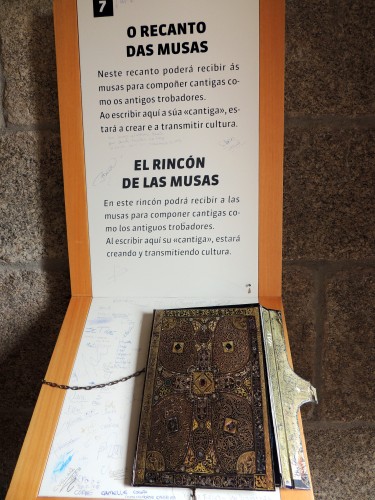 7
O RECANTO
DAS MUSAS
Neste recanto poderá recibir ás
musas para compoñer cantigas co-
mo os antigos trobadores.
Ao escribir aquí a súa «cantiga», es-
tará a crear e a transmitir cultura.
EL RINCÓN
DE LAS MUSAS
En este rincón podrá recibir a las
musas para componer cantigas co-
mo los antiguos trobadores.
Al escribir aquí su «cantiga», estará
creando y transmitiendo cultura.